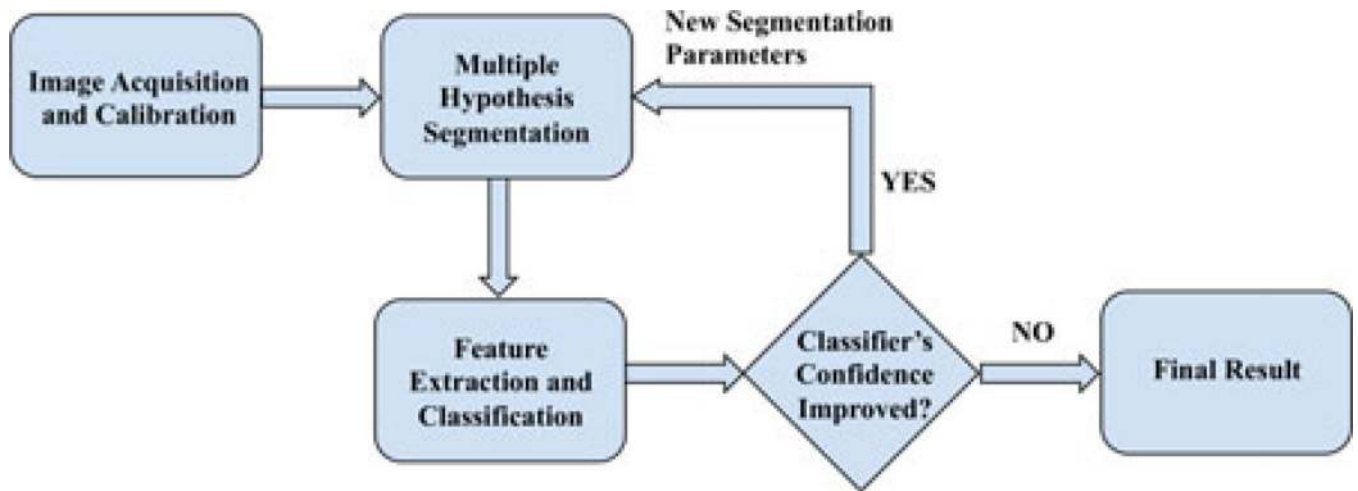 Image Acquisition
and Calibration
Multiple
Hypothesis
Segmentation
New Segmentation
Parameters
YES
Feature
Extraction and
Classification
Classifier's
Confidence
Improved?
NO
Final Result